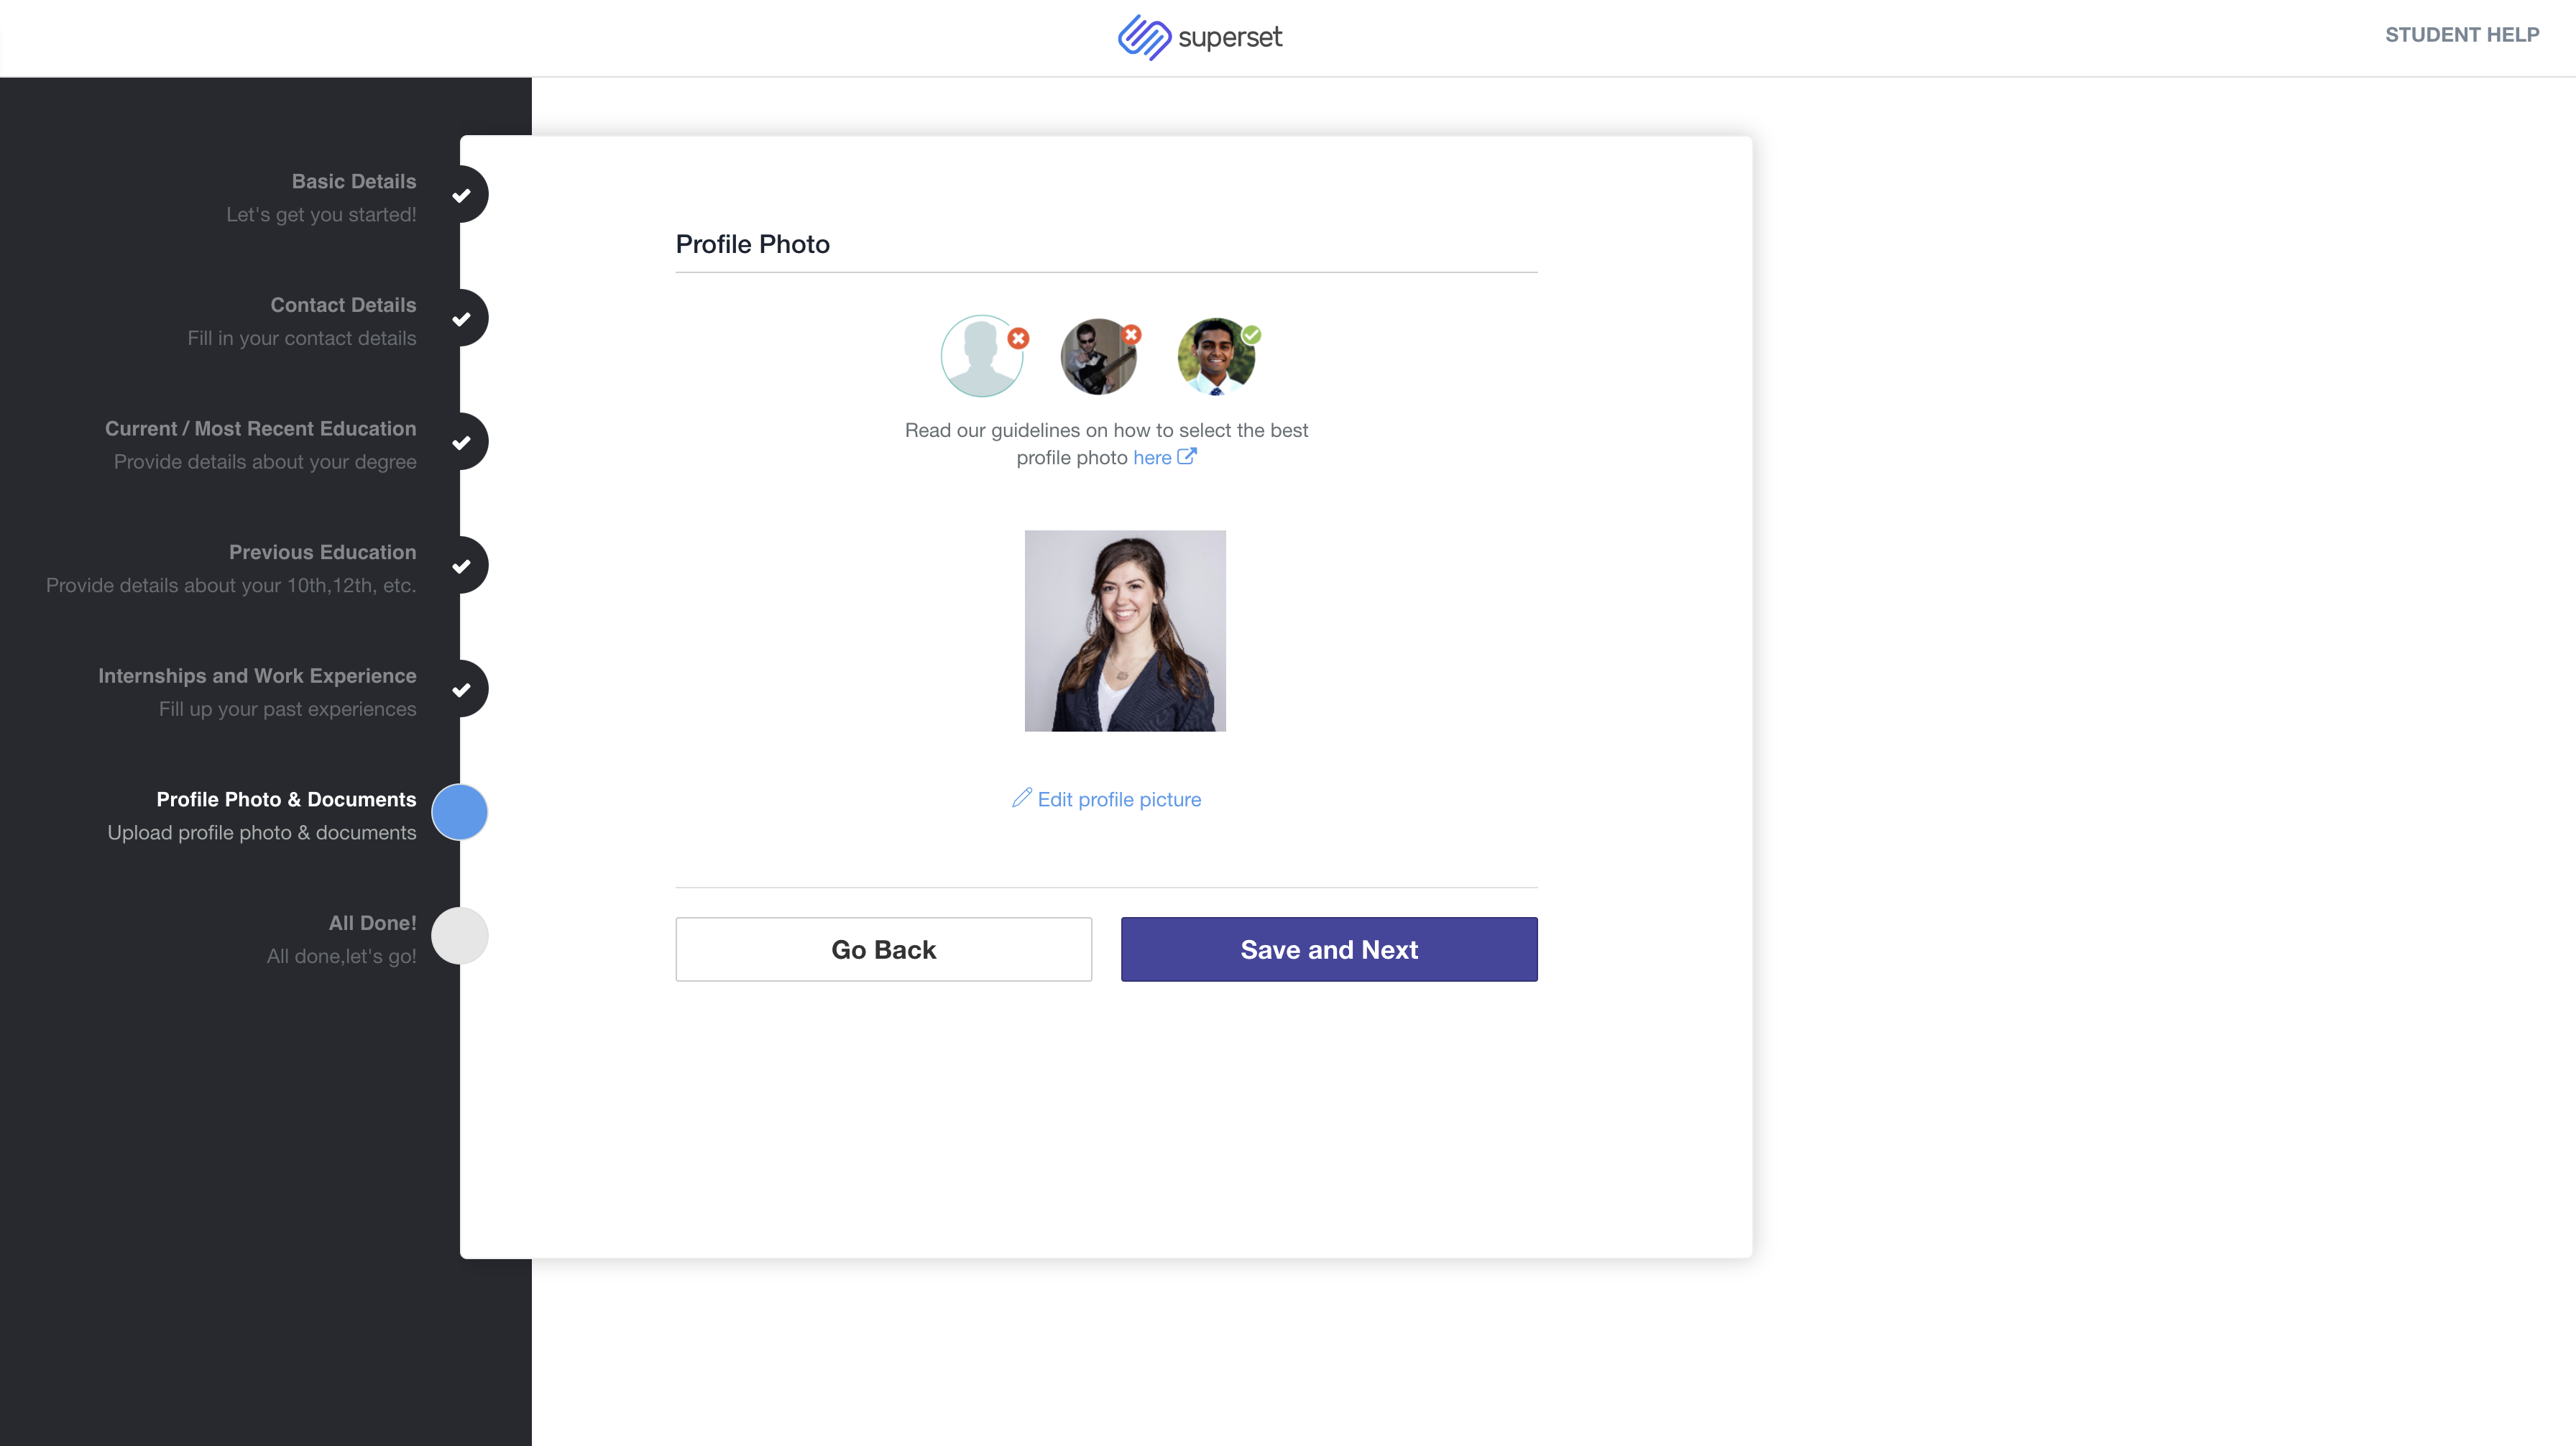 superset
STUDENT HELP
Basic Details
Let's get you started!
Contact Details
Fill in your contact details
Current / Most Recent Education
Provide details about your degree
Previous Education
Provide details about your 10th,12th, etc.
Internships and Work Experience
Fill up your past experiences
Profile Photo & Documents
Upload profile photo & documents
All Done!
All done,let's go!
Profile Photo
Read our guidelines on how to select the best
profile photo here
Edit profile picture
Go Back
Save and Next